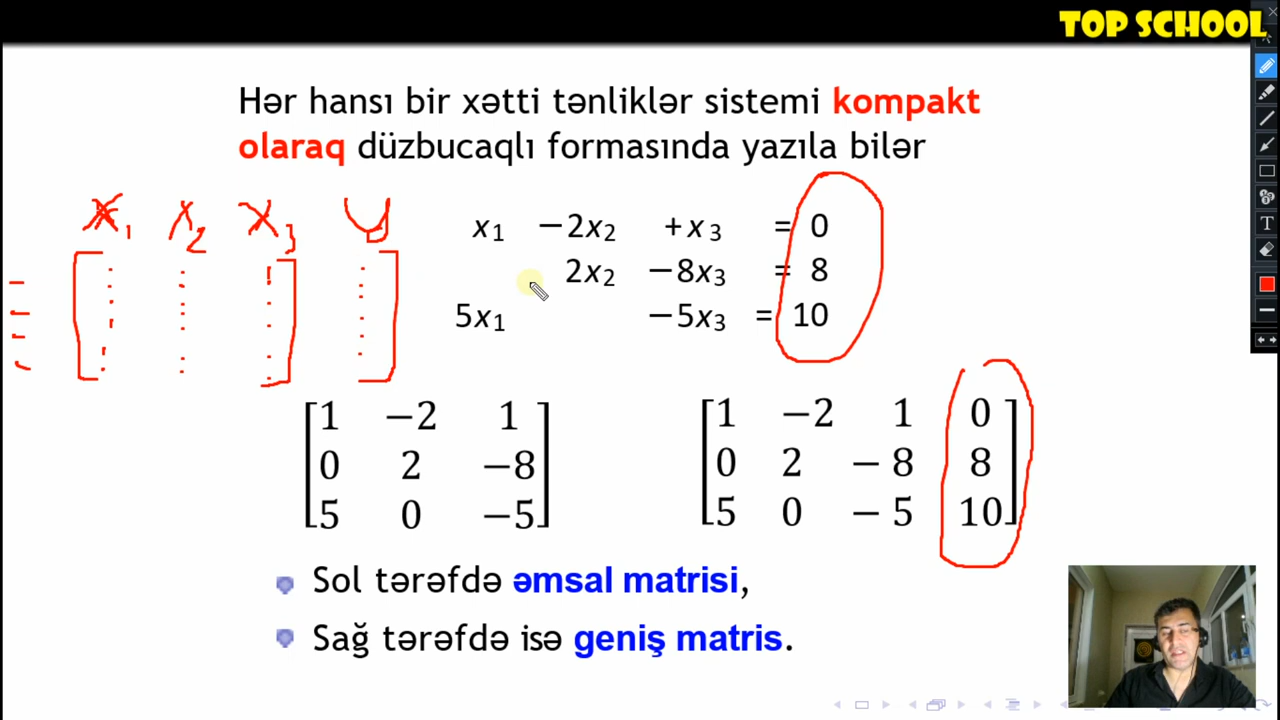 TOP SCHOOL
Hər hansı bir xətti tənliklər sistemi kompakt
olaraq düzbucaqlı formasında yazıla bilər
x₁ x₂ x₃ y
x₁ −2x₂ +x₃ = 0
2x₂ −8x₃ = 8
5x₁ −5x₃ = 10
[1 −2 1]
[0 2 −8]
[5 0 −5]
[1 −2 1 0]
[0 2 −8 8]
[5 0 −5 10]
Sol tərəfdə əmsal matrisi,
Sağ tərəfdə isə geniş matris.